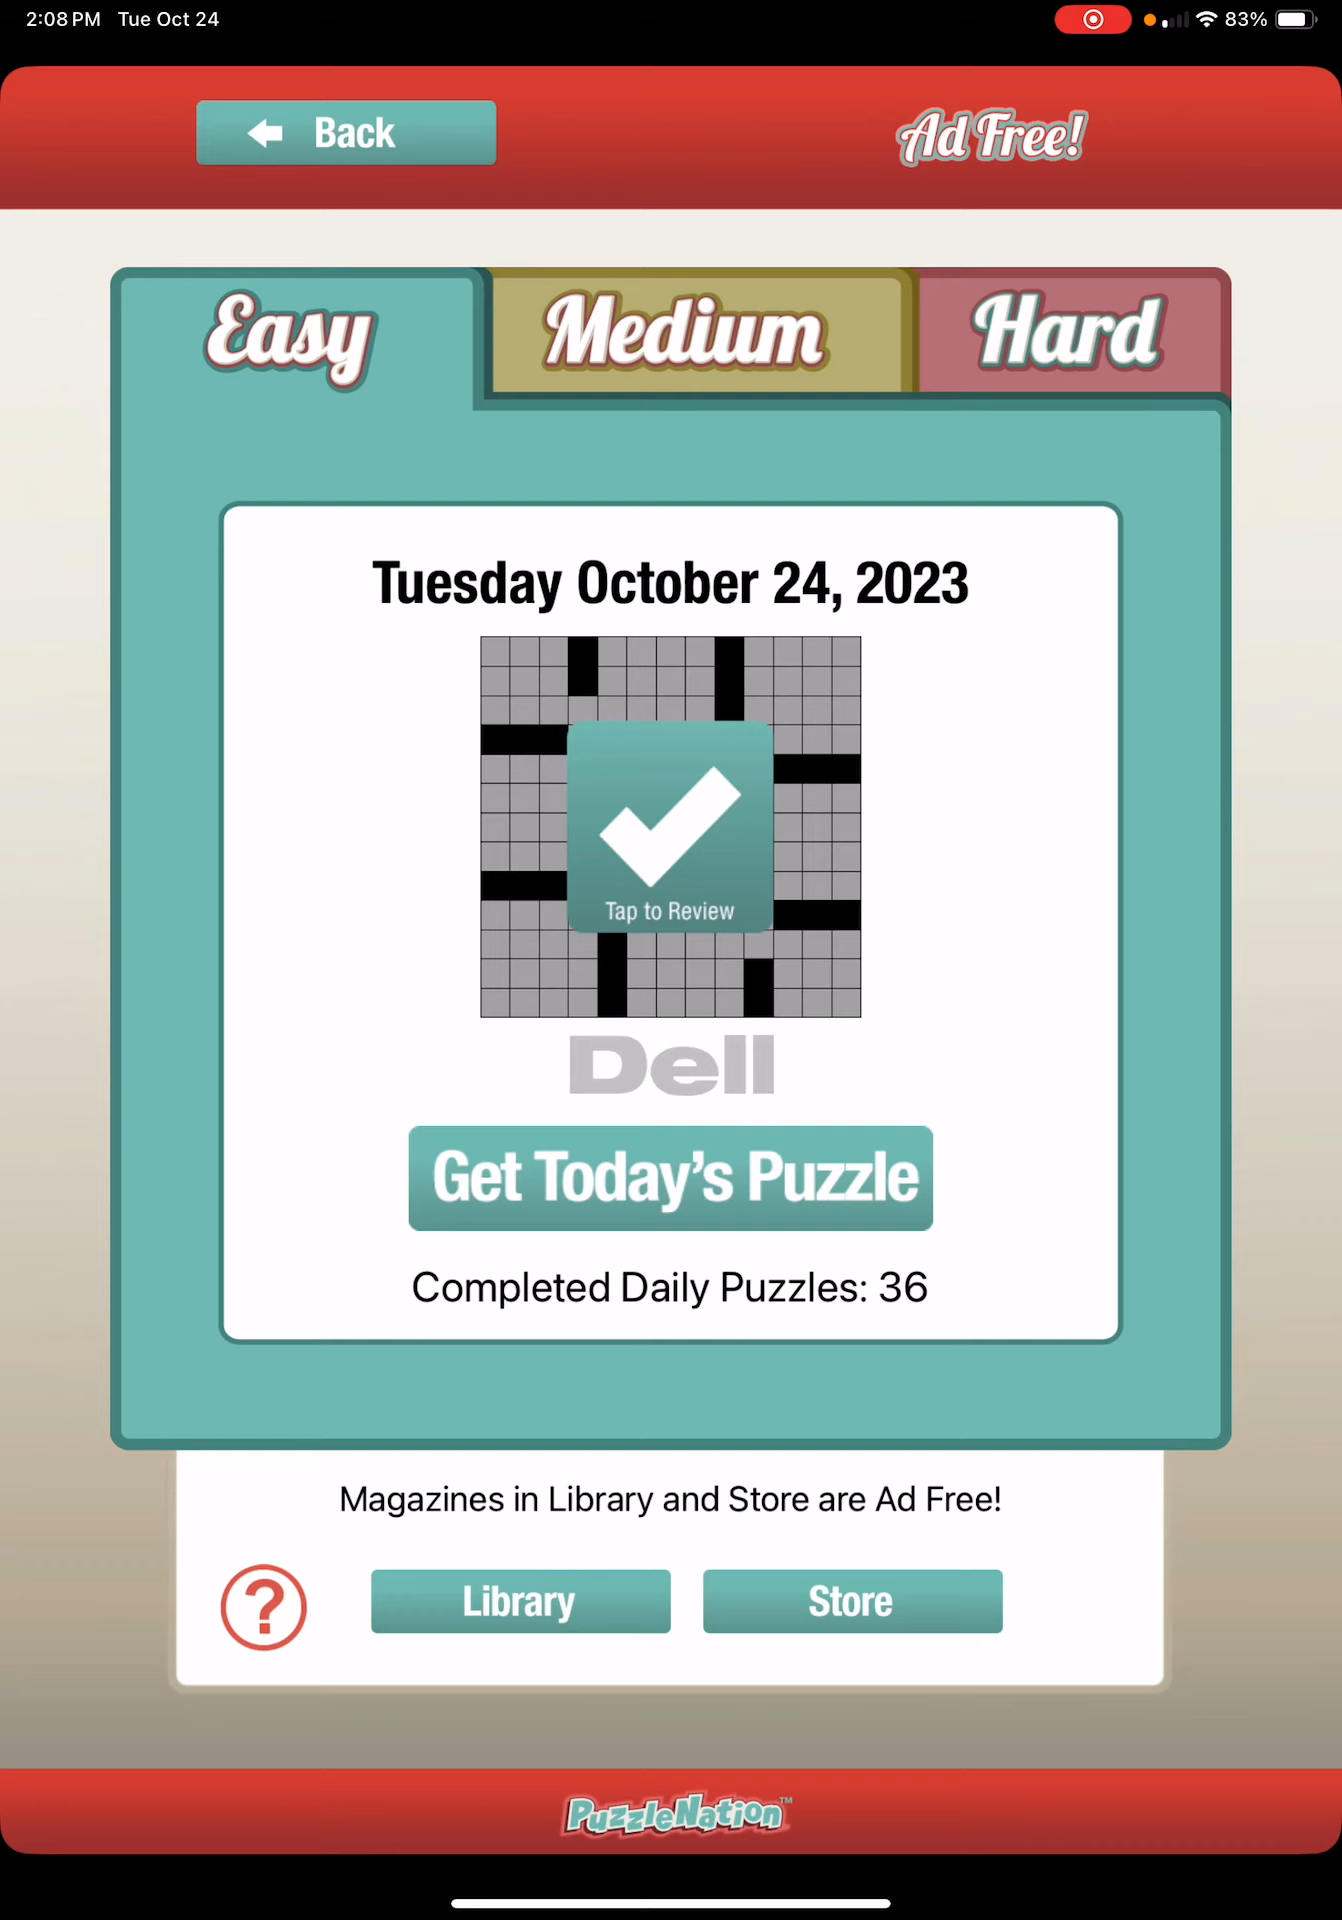 2:08 PM Tue Oct 24
83%
Back
Ad Free!
Easy
Medium
Hard
Tuesday October 24, 2023
Tap to Review
Dell
Get Today's Puzzle
Completed Daily Puzzles: 36
Magazines in Library and Store are Ad Free!
?
Library
Store
PuzzleNation™